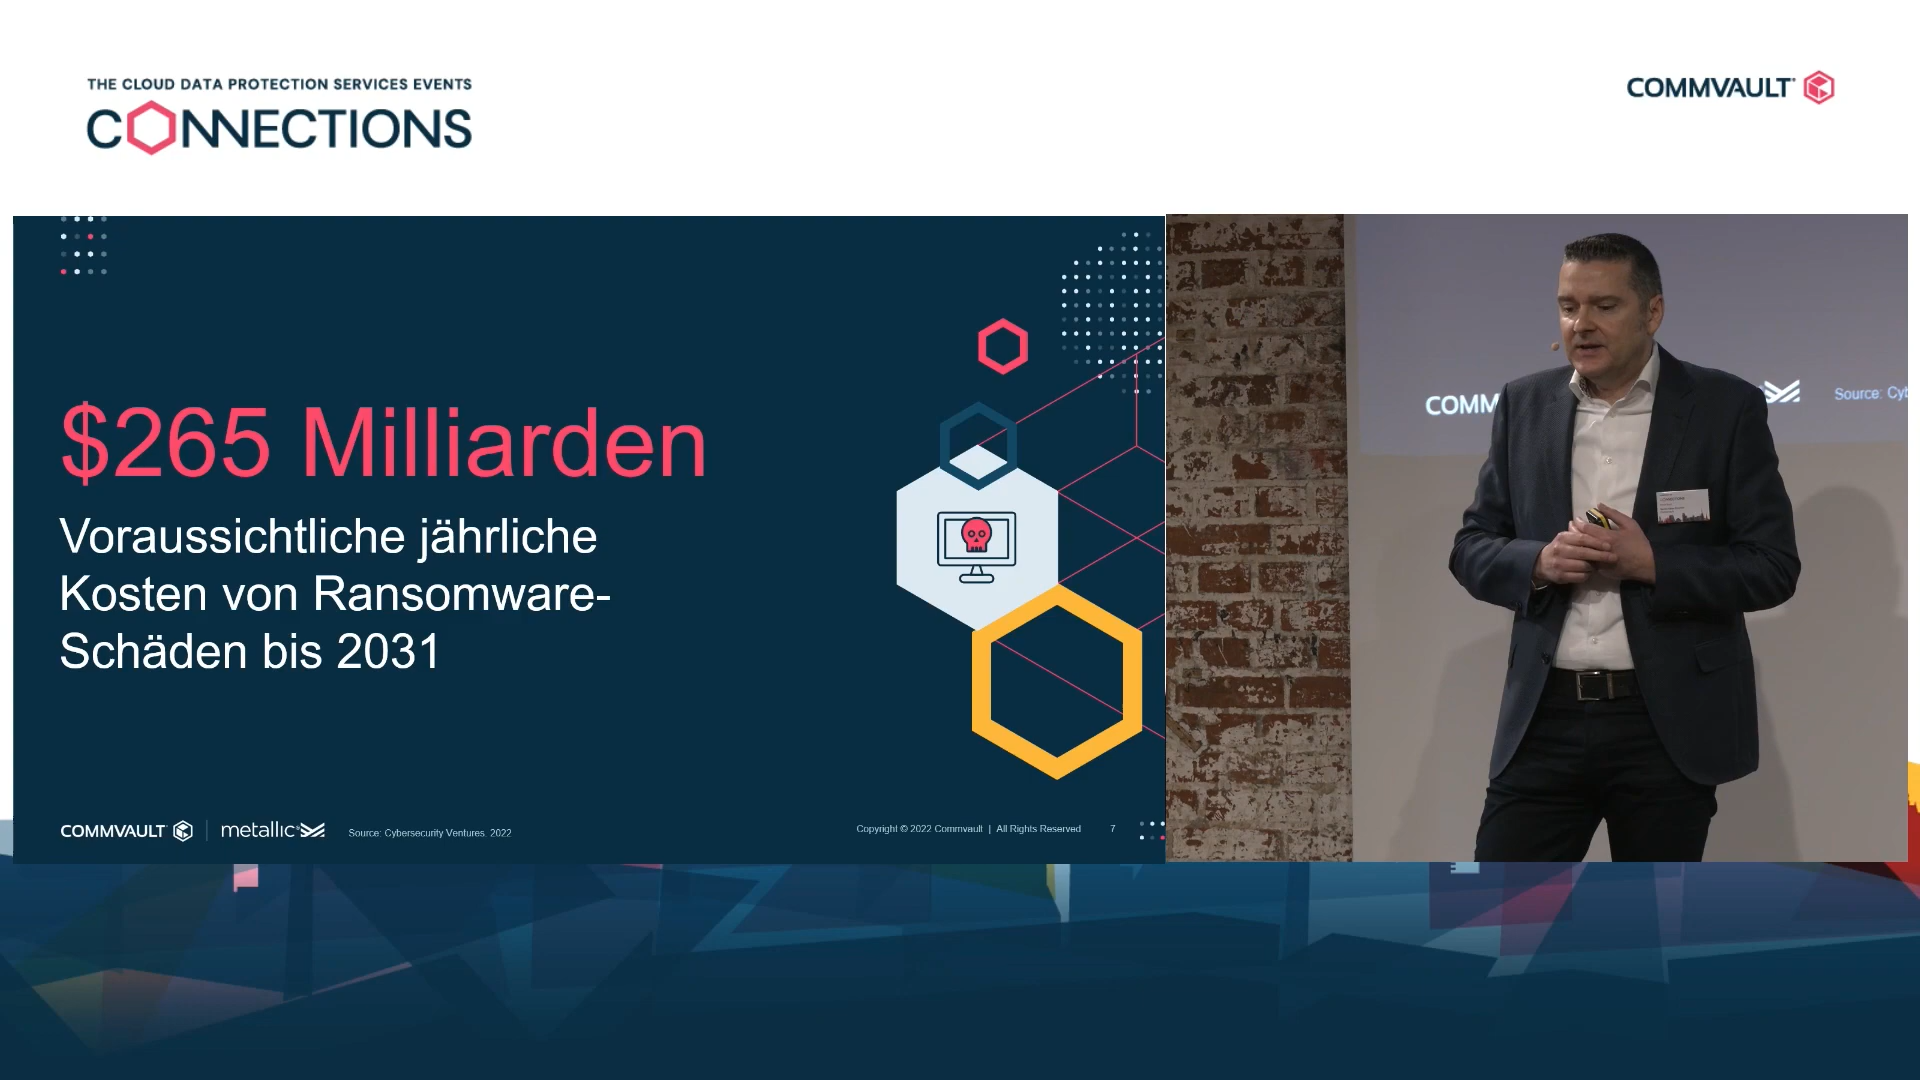 THE CLOUD DATA PROTECTION SERVICES EVENTS
CONNECTIONS
COMMVAULT
$265 Milliarden
Voraussichtliche jährliche
Kosten von Ransomware-
Schäden bis 2031
COMMVAULT | metallic Source: Cybersecurity Ventures. 2022
Copyright © 2022 Commvault | All Rights Reserved 7
COMM
Source: Cyb